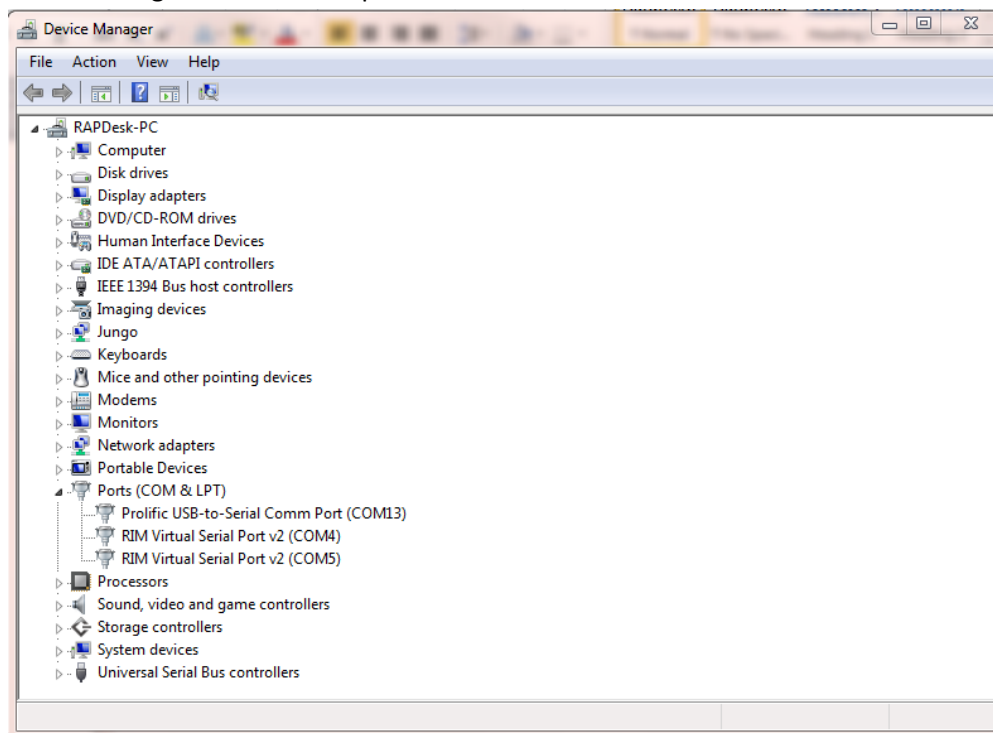 Device Manager
File Action View Help
RAPDesk-PC
Computer
Disk drives
Display adapters
DVD/CD-ROM drives
Human Interface Devices
IDE ATA/ATAPI controllers
IEEE 1394 Bus host controllers
Imaging devices
Jungo
Keyboards
Mice and other pointing devices
Modems
Monitors
Network adapters
Portable Devices
Ports (COM & LPT)
Prolific USB-to-Serial Comm Port (COM13)
RIM Virtual Serial Port v2 (COM4)
RIM Virtual Serial Port v2 (COM5)
Processors
Sound, video and game controllers
Storage controllers
System devices
Universal Serial Bus controllers